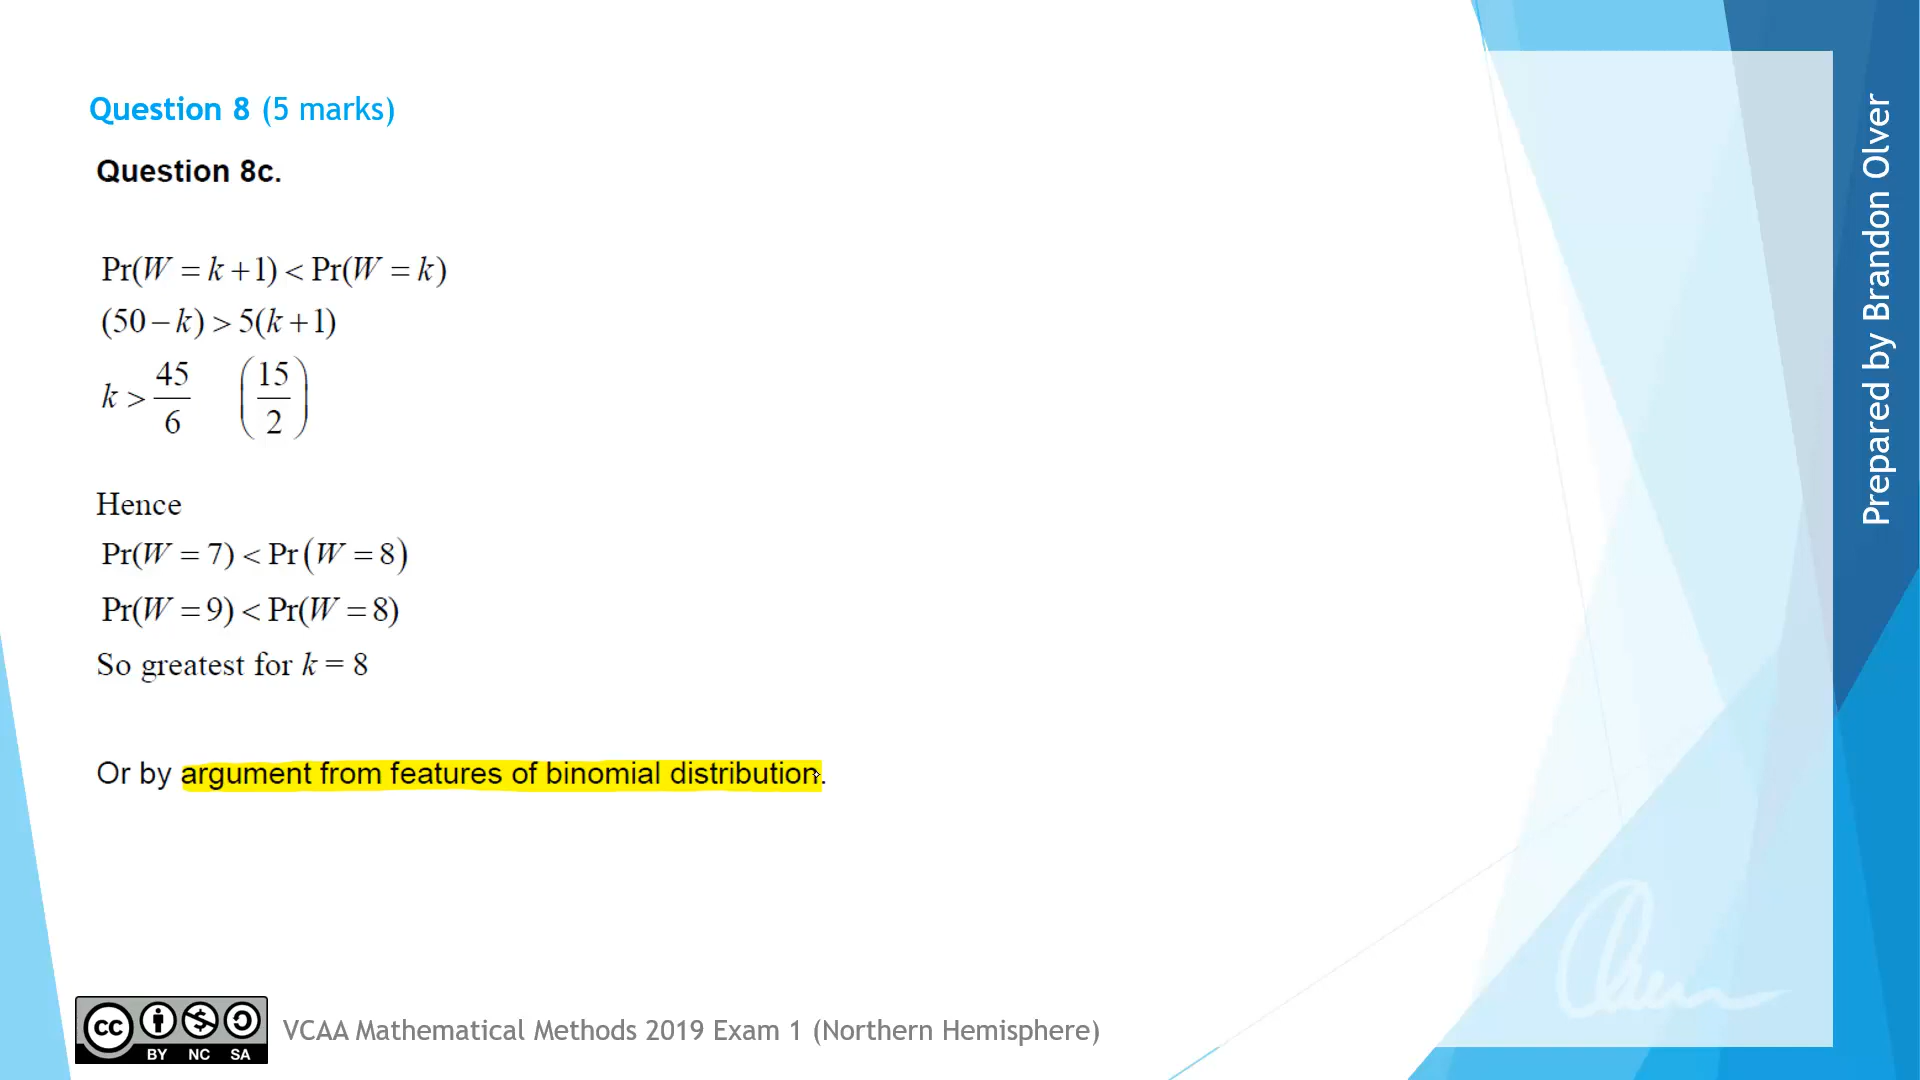 Question 8 (5 marks)
Question 8c.
Pr(W = k + 1) < Pr(W = k)
(50 − k) > 5(k + 1)
k > 45/6 (15/2)
Hence
Pr(W = 7) < Pr(W = 8)
Pr(W = 9) < Pr(W = 8)
So greatest for k = 8
Or by argument from features of binomial distribution.
Prepared by Brandon Olver
cc BY NC SA
VCAA Mathematical Methods 2019 Exam 1 (Northern Hemisphere)